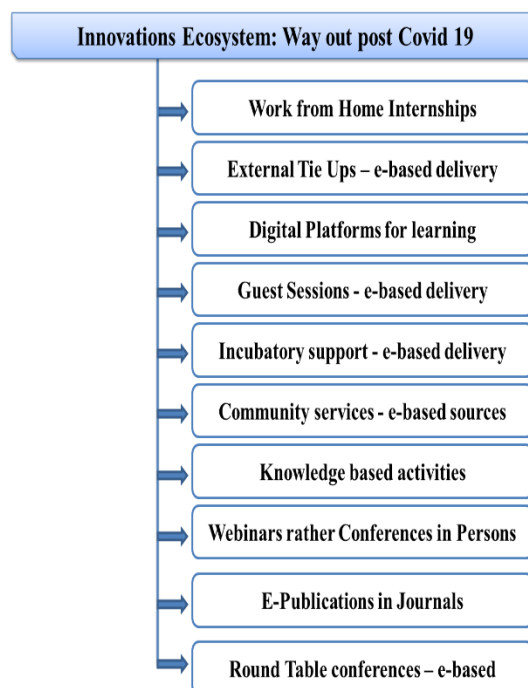 Innovations Ecosystem: Way out post Covid 19
Work from Home Internships
External Tie Ups – e-based delivery
Digital Platforms for learning
Guest Sessions - e-based delivery
Incubatory support - e-based delivery
Community services - e-based sources
Knowledge based activities
Webinars rather Conferences in Persons
E-Publications in Journals
Round Table conferences – e-based